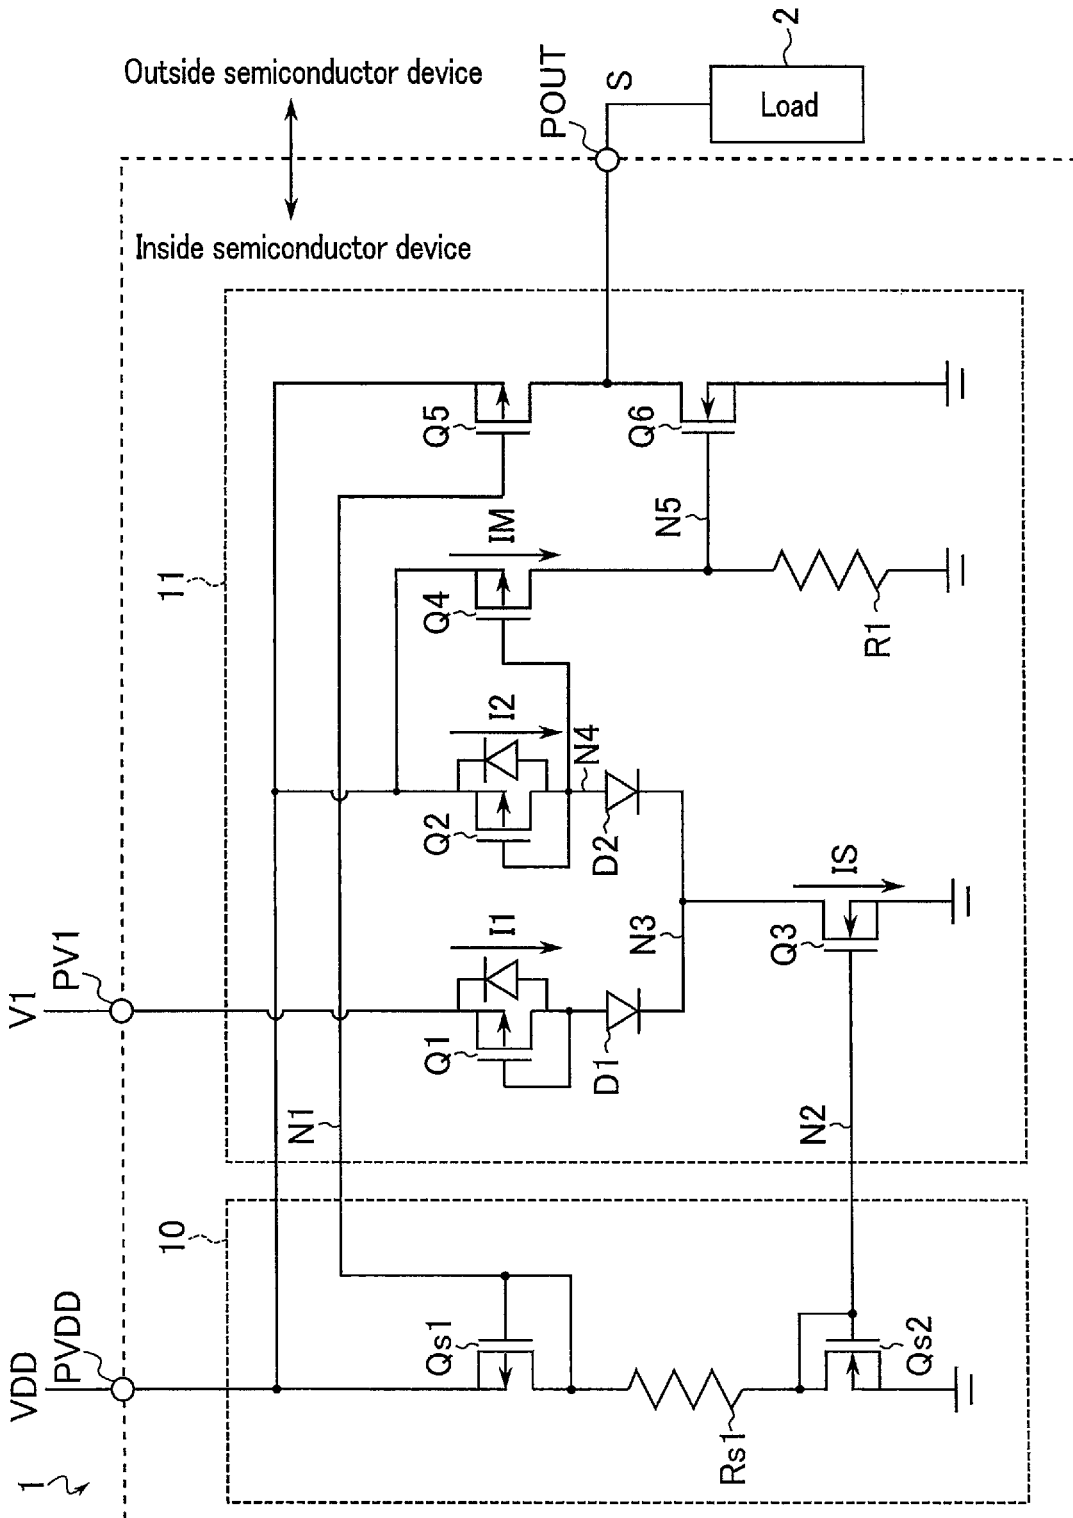 2
Outside semiconductor device
POUT
S
Load
Inside semiconductor device
11
Q5
Q6
IM
N5
Q4
R1
I2
N4
Q2
D2
IS
V1
PV1
I1
N3
Q3
Q1
D1
N1
N2
10
VDD
PVDD
Qs1
Qs2
Rs1
1